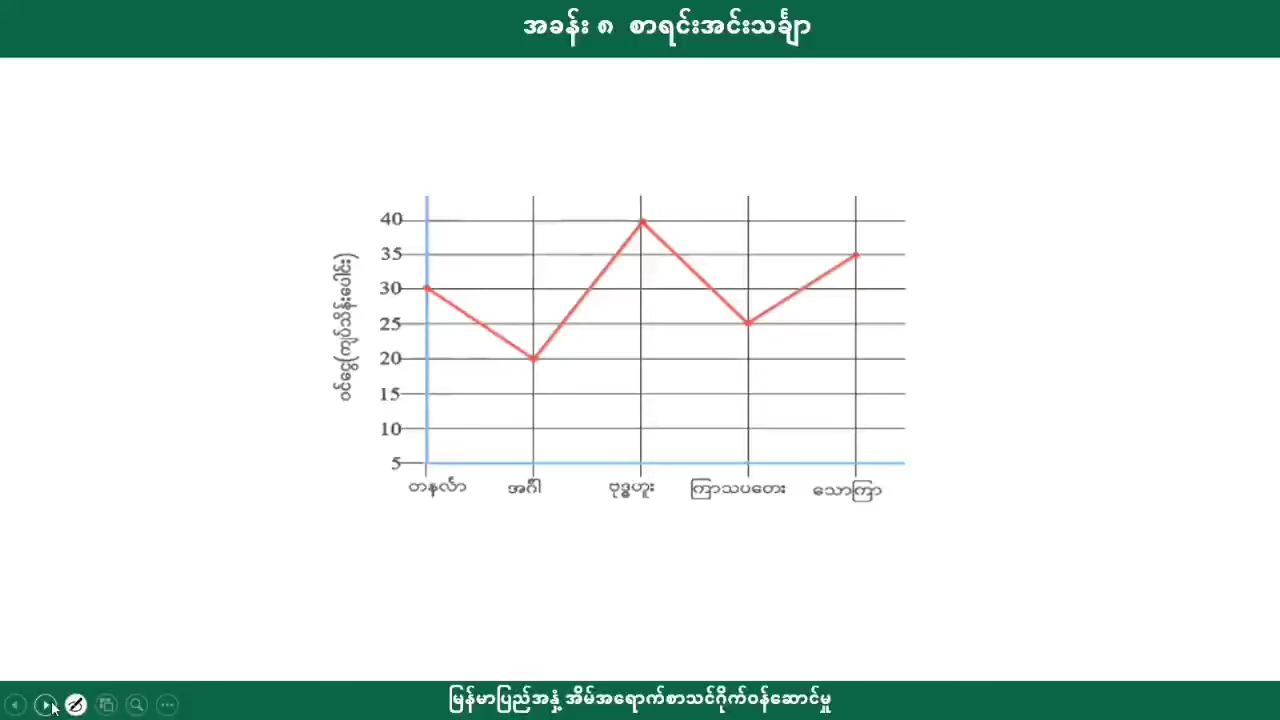 အခန်း ၈ စာရင်းအင်းသင်္ချာ
40
35
30
25
20
15
10
5
ဝင်ငွေ(ကျပ်သိန်းပေါင်း)
တနင်္လာ အင်္ဂါ ဗုဒ္ဓဟူး ကြာသပတေး သောကြာ
မြန်မာပြည်အနှံ့ အိမ်အရောက်စာသင်ဂိုက်ဝန်ဆောင်မှု